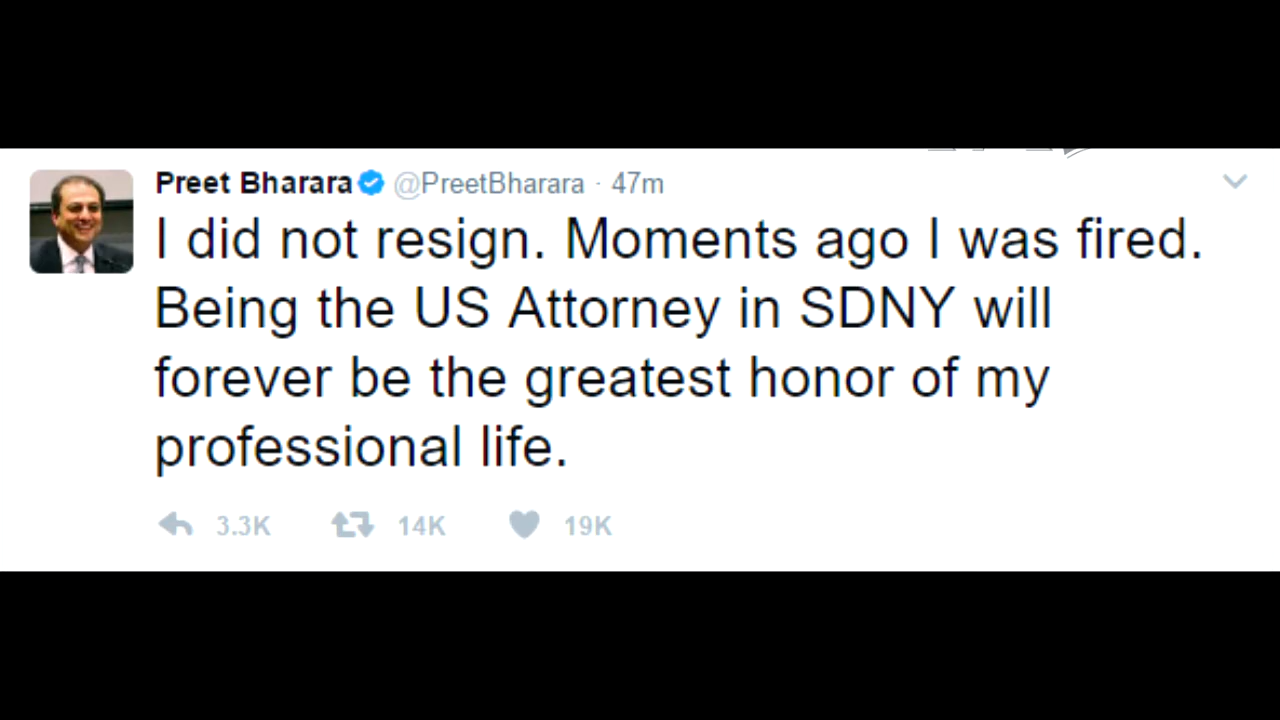 Preet Bharara @PreetBharara · 47m
I did not resign. Moments ago I was fired.
Being the US Attorney in SDNY will
forever be the greatest honor of my
professional life.
3.3K 14K 19K